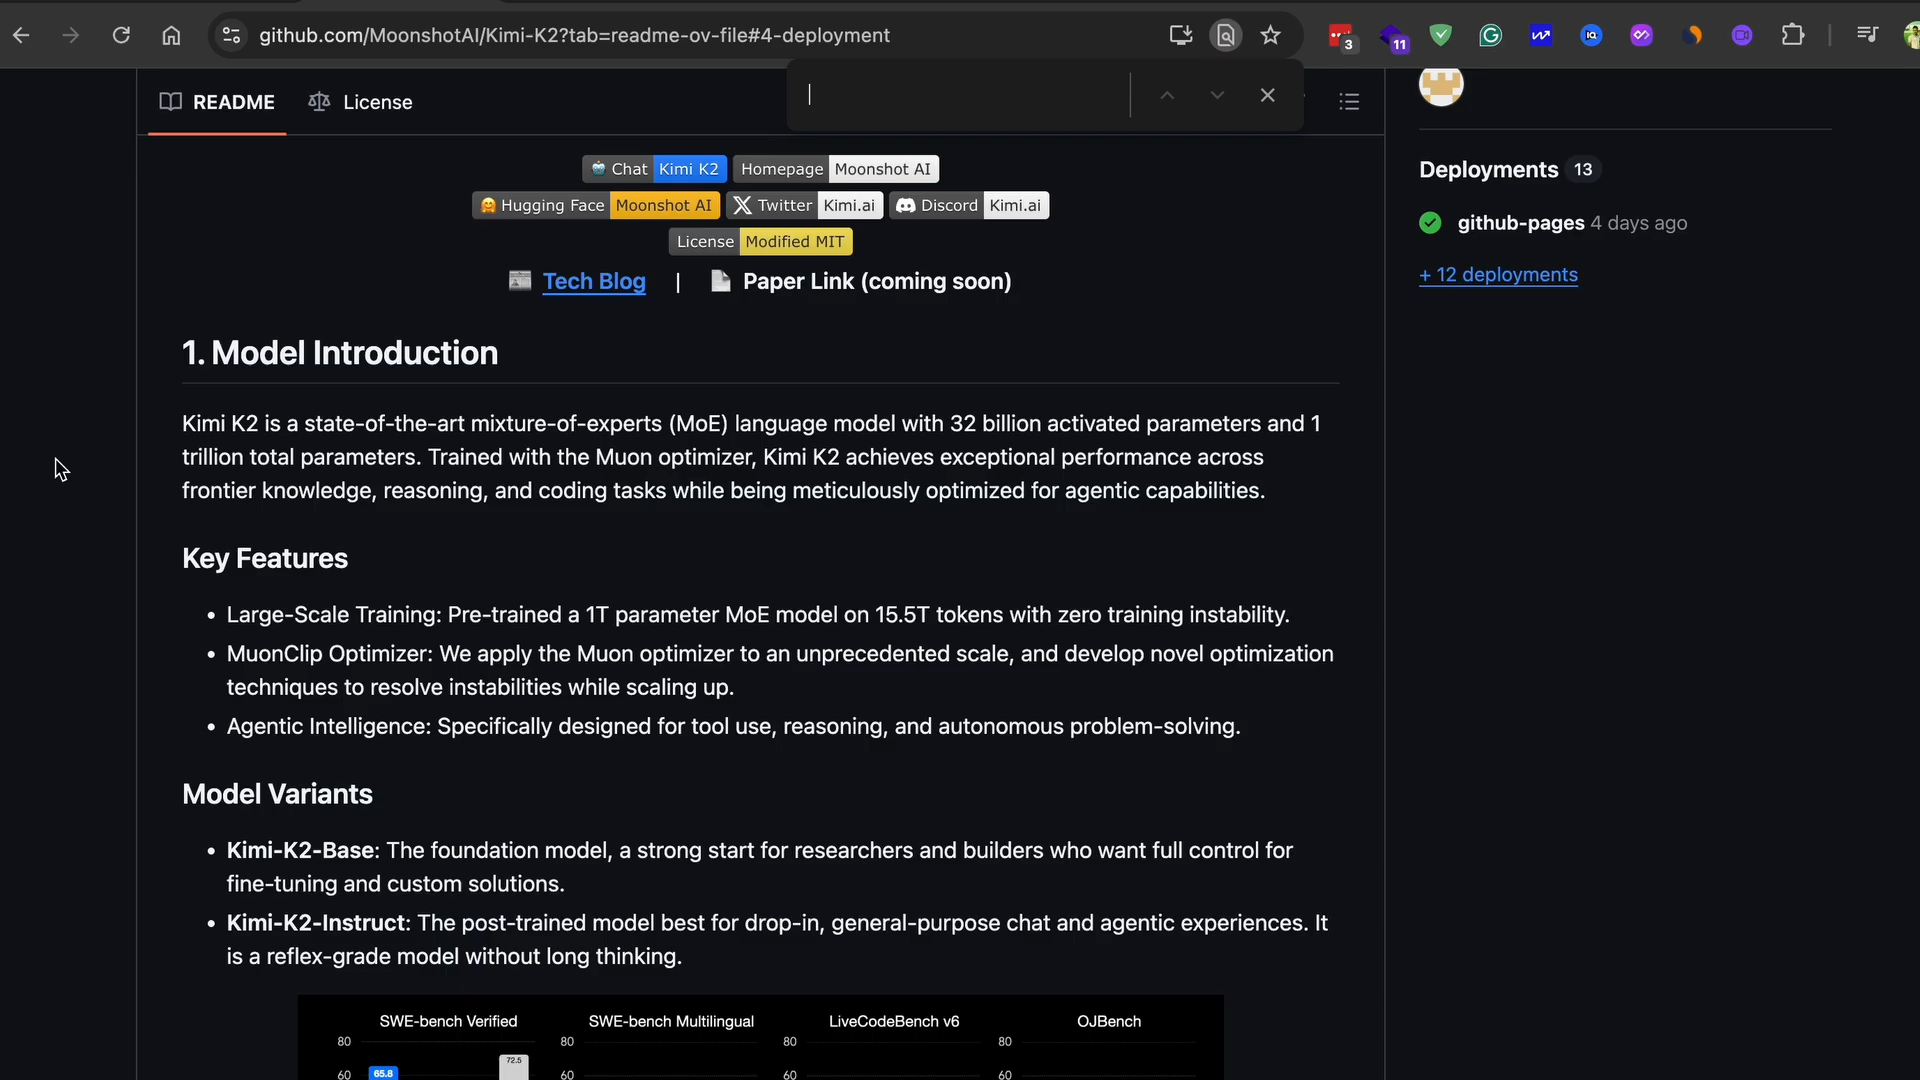 github.com/MoonshotAI/Kimi-K2?tab=readme-ov-file#4-deployment
3
11
README
License
Chat Kimi K2
Homepage Moonshot AI
Hugging Face Moonshot AI
Twitter Kimi.ai
Discord Kimi.ai
License Modified MIT
Tech Blog | Paper Link (coming soon)
1. Model Introduction
Kimi K2 is a state-of-the-art mixture-of-experts (MoE) language model with 32 billion activated parameters and 1
trillion total parameters. Trained with the Muon optimizer, Kimi K2 achieves exceptional performance across
frontier knowledge, reasoning, and coding tasks while being meticulously optimized for agentic capabilities.
Key Features
• Large-Scale Training: Pre-trained a 1T parameter MoE model on 15.5T tokens with zero training instability.
• MuonClip Optimizer: We apply the Muon optimizer to an unprecedented scale, and develop novel optimization
techniques to resolve instabilities while scaling up.
• Agentic Intelligence: Specifically designed for tool use, reasoning, and autonomous problem-solving.
Model Variants
• Kimi-K2-Base: The foundation model, a strong start for researchers and builders who want full control for
fine-tuning and custom solutions.
• Kimi-K2-Instruct: The post-trained model best for drop-in, general-purpose chat and agentic experiences. It
is a reflex-grade model without long thinking.
SWE-bench Verified
SWE-bench Multilingual
LiveCodeBench v6
OJBench
80
80
80
80
72.5
60
65.8
60
60
60
Deployments 13
github-pages 4 days ago
+ 12 deployments